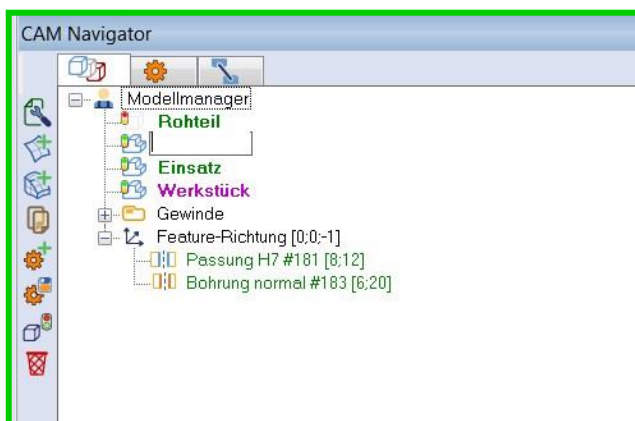 CAM Navigator
Modellmanager
Rohteil
Einsatz
Werkstück
Gewinde
Feature-Richtung [0;0;-1]
Passung H7 #181 [8;12]
Bohrung normal #183 [6;20]